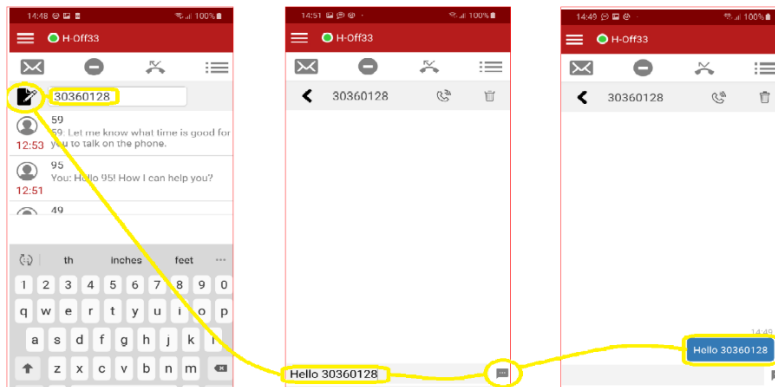 14:48
100%
H-Off33
30360128
59
59: Let me know what time is good for
you to talk on the phone.
12:53
95
You: Hello 95! How I can help you?
12:51
49
th inches feet
1 2 3 4 5 6 7 8 9 0
q w e r t y u i o p
a s d f g h j k l
z x c v b n m
14:51
100%
H-Off33
30360128
Hello 30360128
14:49
100%
H-Off33
30360128
14:49
Hello 30360128